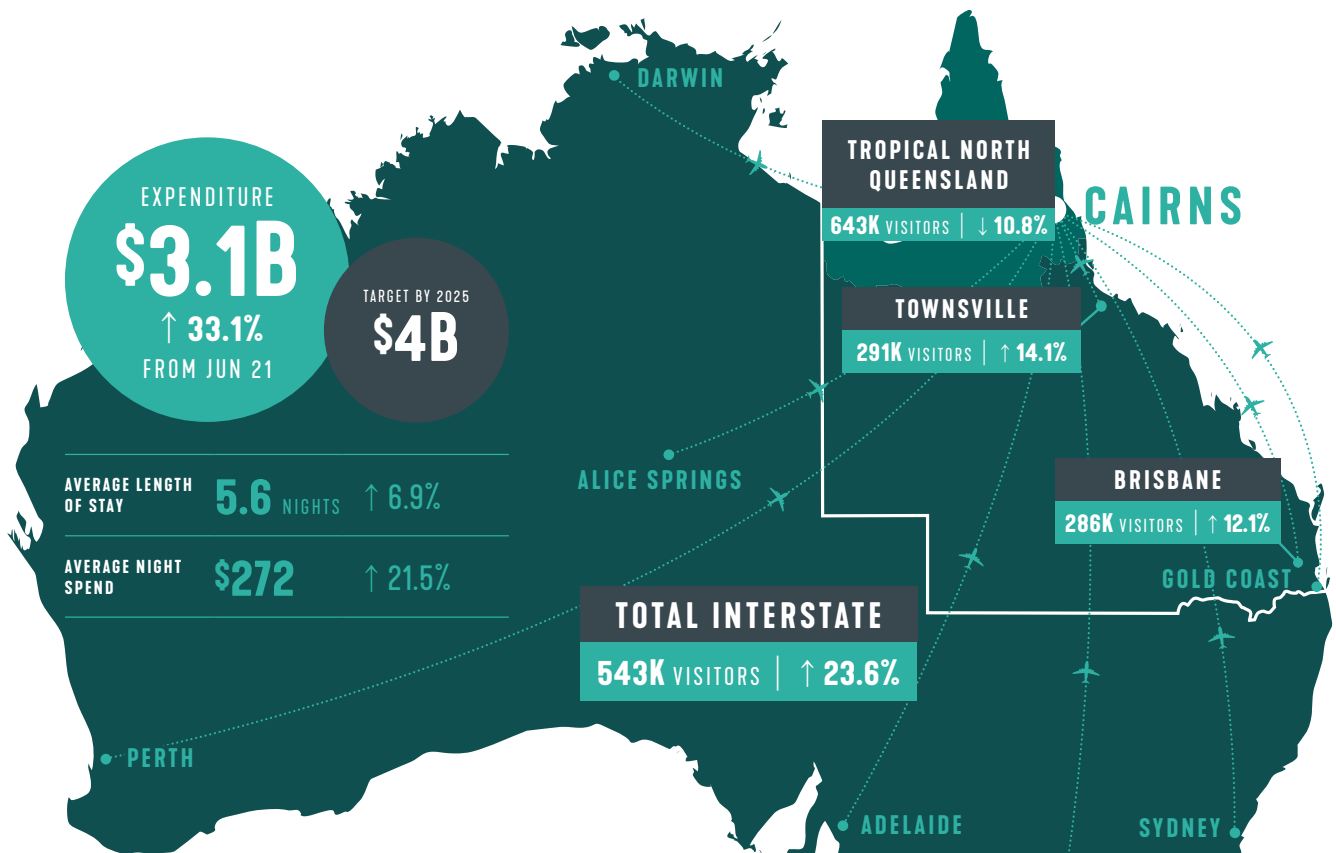 DARWIN
TROPICAL NORTH
QUEENSLAND
643K VISITORS | ↓ 10.8%
CAIRNS
EXPENDITURE
$3.1B
↑ 33.1%
FROM JUN 21
TARGET BY 2025
$4B
TOWNSVILLE
291K VISITORS | ↑ 14.1%
ALICE SPRINGS
AVERAGE LENGTH
OF STAY
5.6 NIGHTS ↑ 6.9%
AVERAGE NIGHT
SPEND
$272 ↑ 21.5%
BRISBANE
286K VISITORS | ↑ 12.1%
GOLD COAST
TOTAL INTERSTATE
543K VISITORS | ↑ 23.6%
PERTH
ADELAIDE
SYDNEY